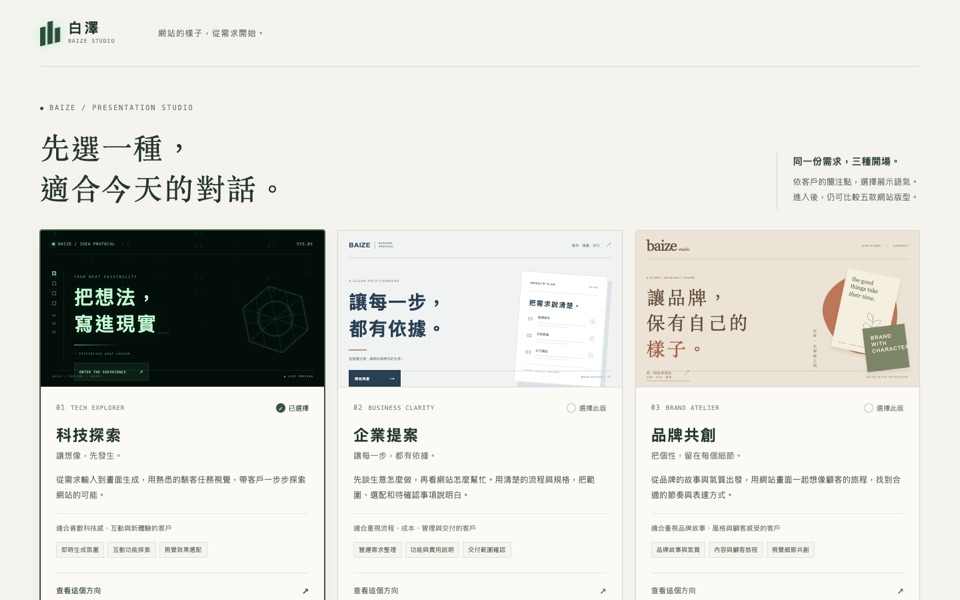 白澤
BAIZE STUDIO
網站的樣子，從需求開始。
BAIZE / PRESENTATION STUDIO
先選一種，
適合今天的對話。
同一份需求，三種開場。
依客戶的關注點，選擇展示語氣。
進入後，仍可比較五款網站版型。
BAIZE / IDEA PROTOCOL
SYS.01
YOUR NEXT POSSIBILITY
把想法，
寫進現實
ENTER THE EXPERIENCE ↗
LIVE PREVIEW
01 TECH EXPLORER
已選擇
科技探索
讓想像，先發生。
從需求輸入到畫面生成，用熟悉的駭客任務視覺，帶客戶一步步探索
網站的可能。
適合喜歡科技感、互動與新體驗的客戶
即時生成氛圍
互動功能探索
視覺效果選配
查看這個方向 ↗
BAIZE
BUSINESS
PROPOSAL
A CLEAR PATH FORWARD
讓每一步，
都有依據。
WEBSITE PLAN
把需求說清楚。
01
02
03
02 BUSINESS CLARITY
選擇此版
企業提案
讓每一步，都有依據。
先談生意怎麼做，再看網站怎麼幫忙。用清楚的流程與規格，把範
圍、選配和待確認事項說明白。
適合重視流程、成本、管理與交付的客戶
營運需求整理
功能與費用說明
交付範圍確認
查看這個方向 ↗
baize studio
讓品牌，
保有自己的
樣子。
the good
things take
their time.
BRAND
WITH
CHARACTER
03 BRAND ATELIER
選擇此版
品牌共創
把個性，留在每個細節。
從品牌的故事與氣質出發，用網站畫面一起想像顧客的旅程，找到合
適的節奏與表達方式。
適合重視品牌故事、風格與顧客感受的客戶
品牌故事與氣質
內容與顧客旅程
視覺細節共創
查看這個方向 ↗